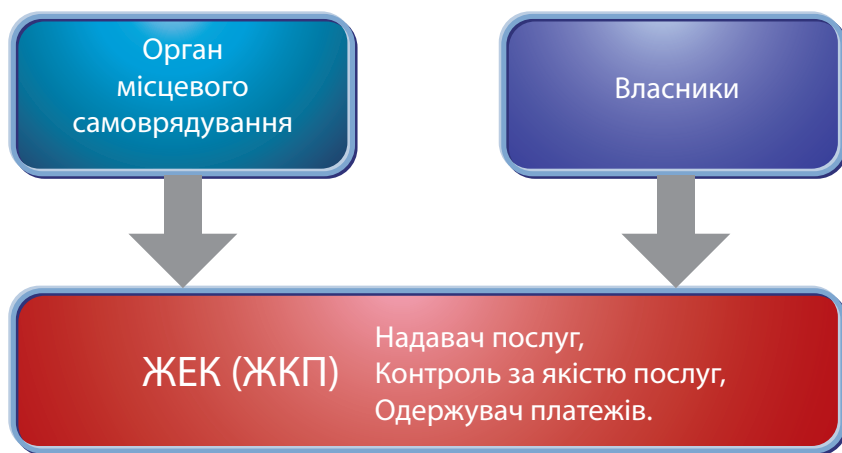 Орган
місцевого
самоврядування
Власники
ЖЕК (ЖКП)
Надавач послуг,
Контроль за якістю послуг,
Одержувач платежів.